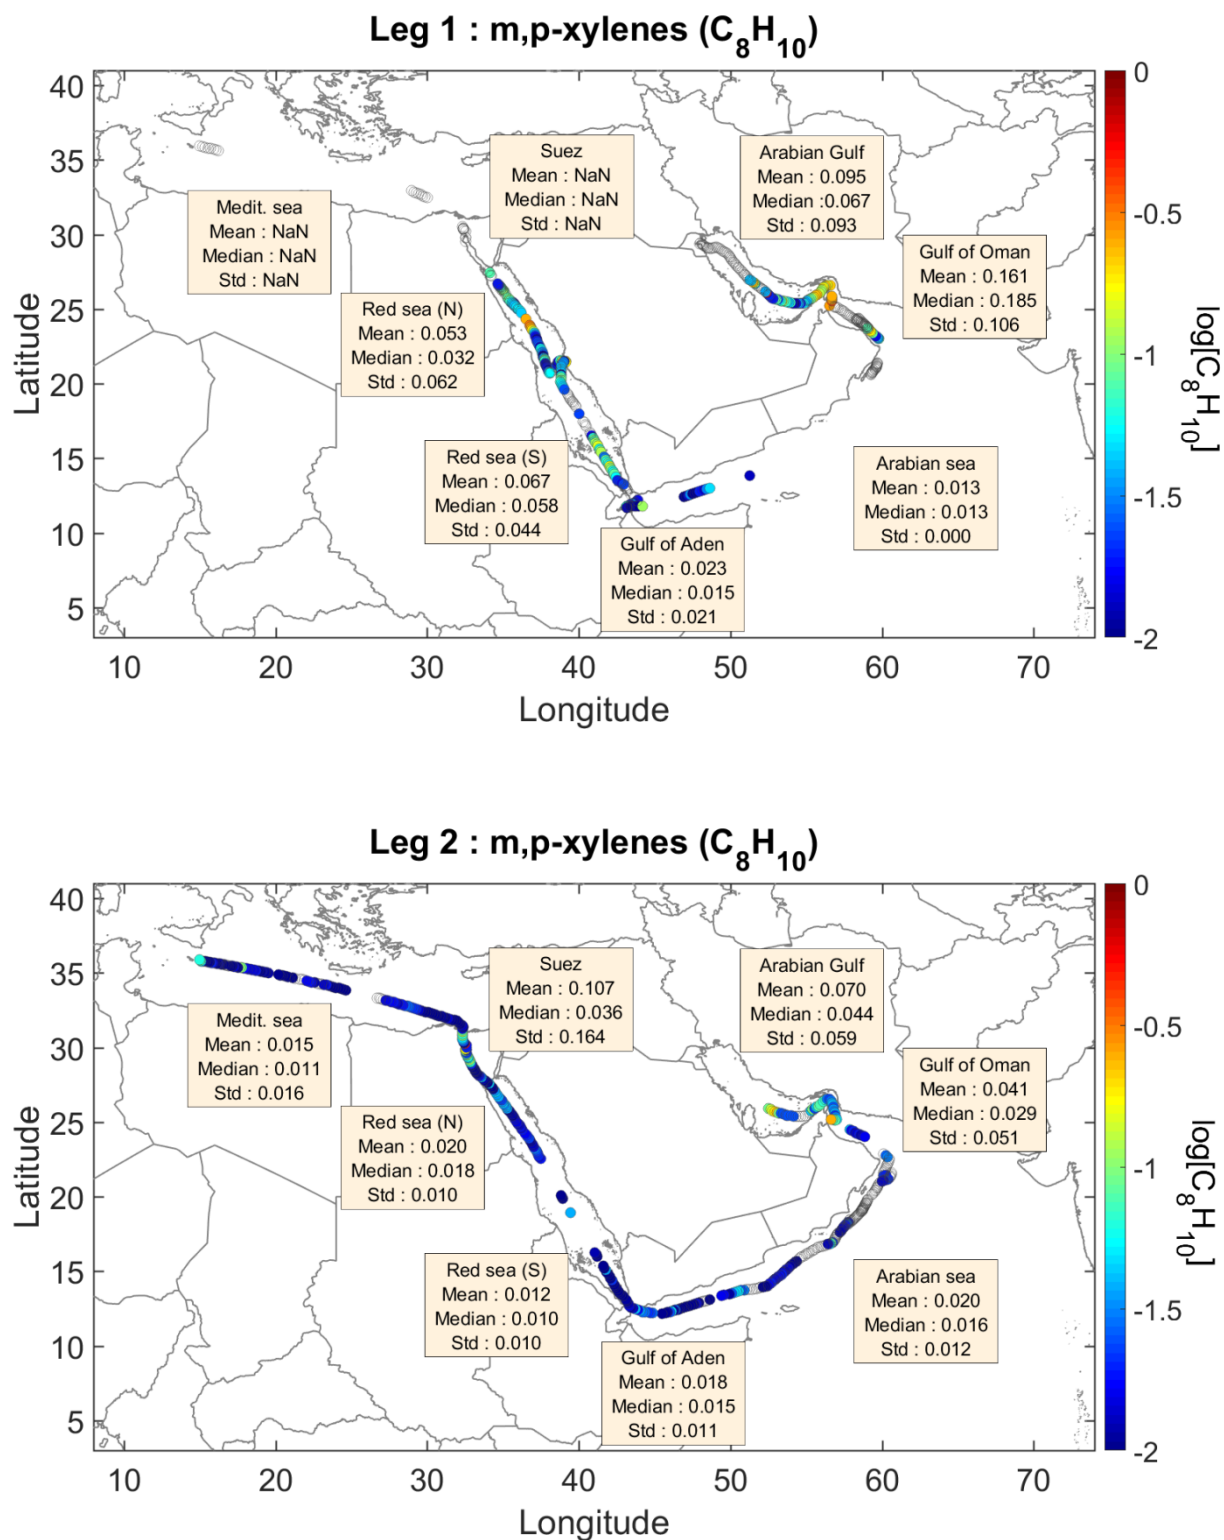 Leg 1 : m,p-xylenes (C8H10)
40
35
30
25
20
15
10
5
Latitude
10 20 30 40 50 60 70
Longitude
Medit. sea
Mean : NaN
Median : NaN
Std : NaN
Suez
Mean : NaN
Median : NaN
Std : NaN
Arabian Gulf
Mean : 0.095
Median :0.067
Std : 0.093
Gulf of Oman
Mean : 0.161
Median : 0.185
Std : 0.106
Red sea (N)
Mean : 0.053
Median : 0.032
Std : 0.062
Red sea (S)
Mean : 0.067
Median : 0.058
Std : 0.044
Gulf of Aden
Mean : 0.023
Median : 0.015
Std : 0.021
Arabian sea
Mean : 0.013
Median : 0.013
Std : 0.000
0
-0.5
-1
-1.5
-2
log[C8H10]
Leg 2 : m,p-xylenes (C8H10)
40
35
30
25
20
15
10
5
Latitude
10 20 30 40 50 60 70
Longitude
Medit. sea
Mean : 0.015
Median : 0.011
Std : 0.016
Suez
Mean : 0.107
Median : 0.036
Std : 0.164
Arabian Gulf
Mean : 0.070
Median : 0.044
Std : 0.059
Gulf of Oman
Mean : 0.041
Median : 0.029
Std : 0.051
Red sea (N)
Mean : 0.020
Median : 0.018
Std : 0.010
Red sea (S)
Mean : 0.012
Median : 0.010
Std : 0.010
Gulf of Aden
Mean : 0.018
Median : 0.015
Std : 0.011
Arabian sea
Mean : 0.020
Median : 0.016
Std : 0.012
0
-0.5
-1
-1.5
-2
log[C8H10]